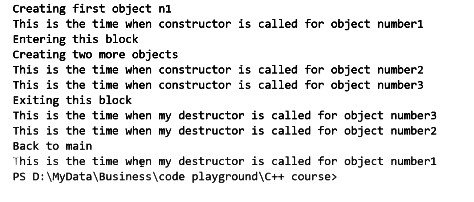 Creating first object n1
This is the time when constructor is called for object number1
Entering this block
Creating two more objects
This is the time when constructor is called for object number2
This is the time when constructor is called for object number3
Exiting this block
This is the time when my destructor is called for object number3
This is the time when my destructor is called for object number2
Back to main
This is the time when my destructor is called for object number1
PS D:\MyData\Business\code playground\C++ course>